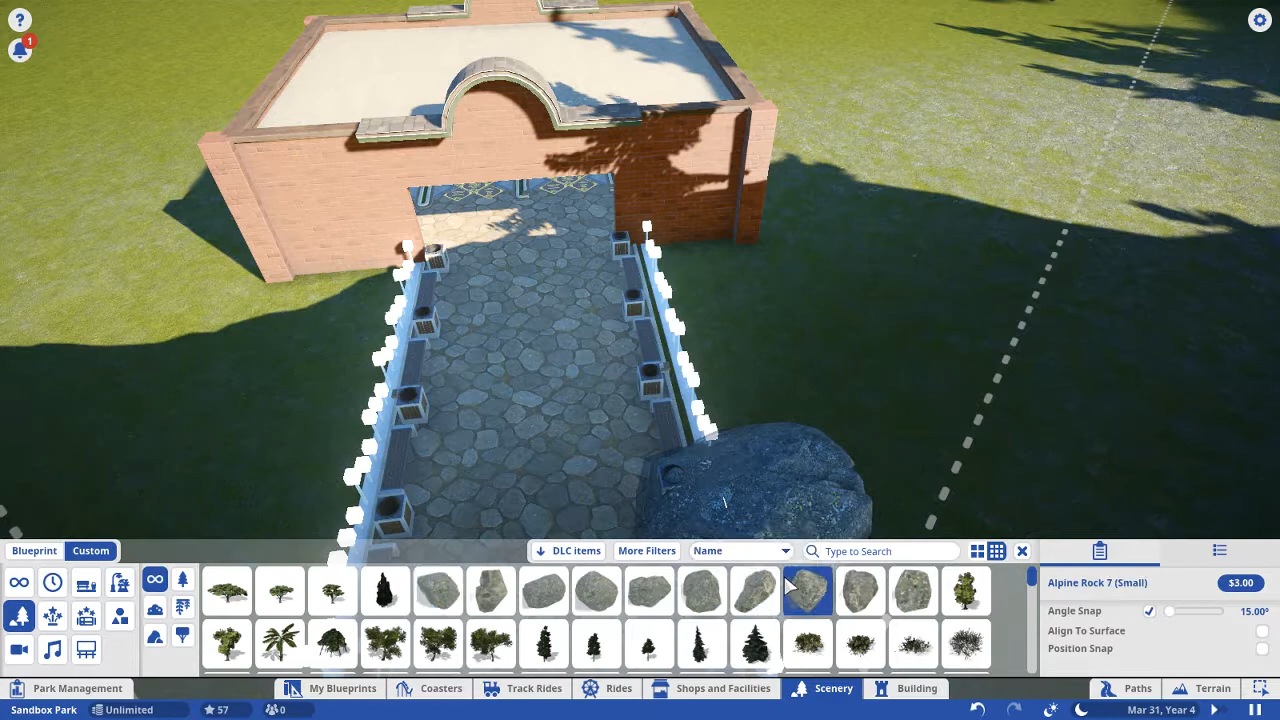 ?
1
Blueprint Custom DLC items More Filters Name Type to Search
Alpine Rock 7 (Small) $3.00
Angle Snap 15.00°
Align To Surface
Position Snap
Park Management My Blueprints Coasters Track Rides Rides Shops and Facilities Scenery Building Paths Terrain
Sandbox Park Unlimited 57 0 Mar 31, Year 4